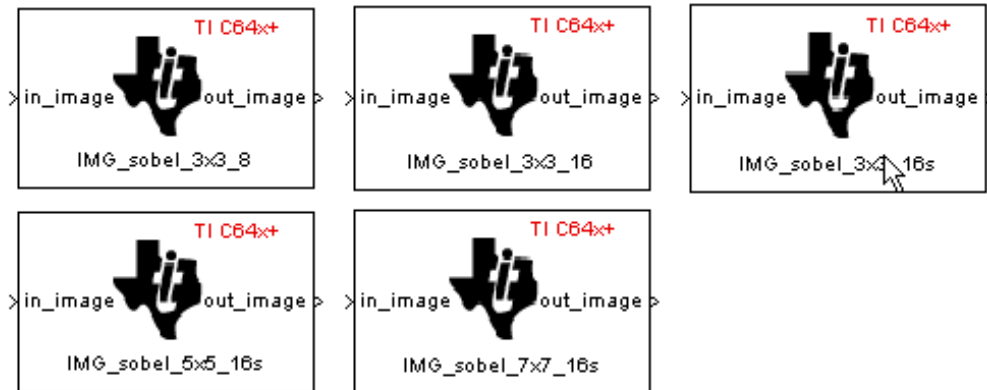 TI C64x+ TI C64x+ TI C64x+
in_image out_image in_image out_image in_image out_image
IMG_sobel_3x3_8 IMG_sobel_3x3_16 IMG_sobel_3x3_16s
TI C64x+ TI C64x+
in_image out_image in_image out_image
IMG_sobel_5x5_16s IMG_sobel_7x7_16s